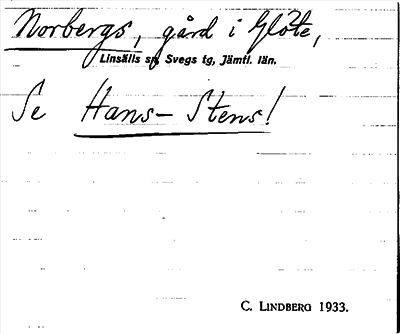 Norbergs, gård i Glöte,
Linsälls sn, Svegs tg, Jämtl. län.
Se Hans-Stens!
C. LINDBERG 1933.